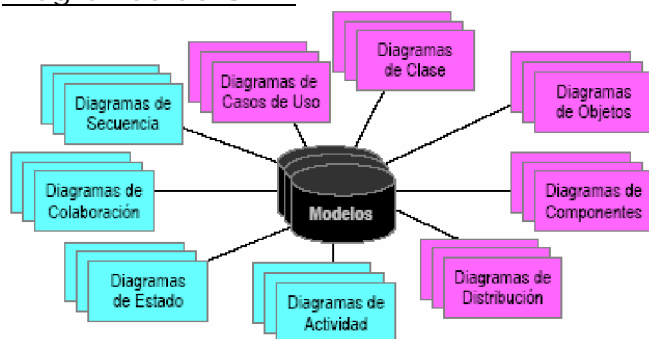 Diagramas
de Clase
Diagramas de
Casos de Uso
Diagramas
de Objetos
Diagramas de
Secuencia
Diagramas de
Colaboración
Modelos
Diagramas de
Componentes
Diagramas
de Estado
Diagramas de
Distribución
Diagramas de
Actividad